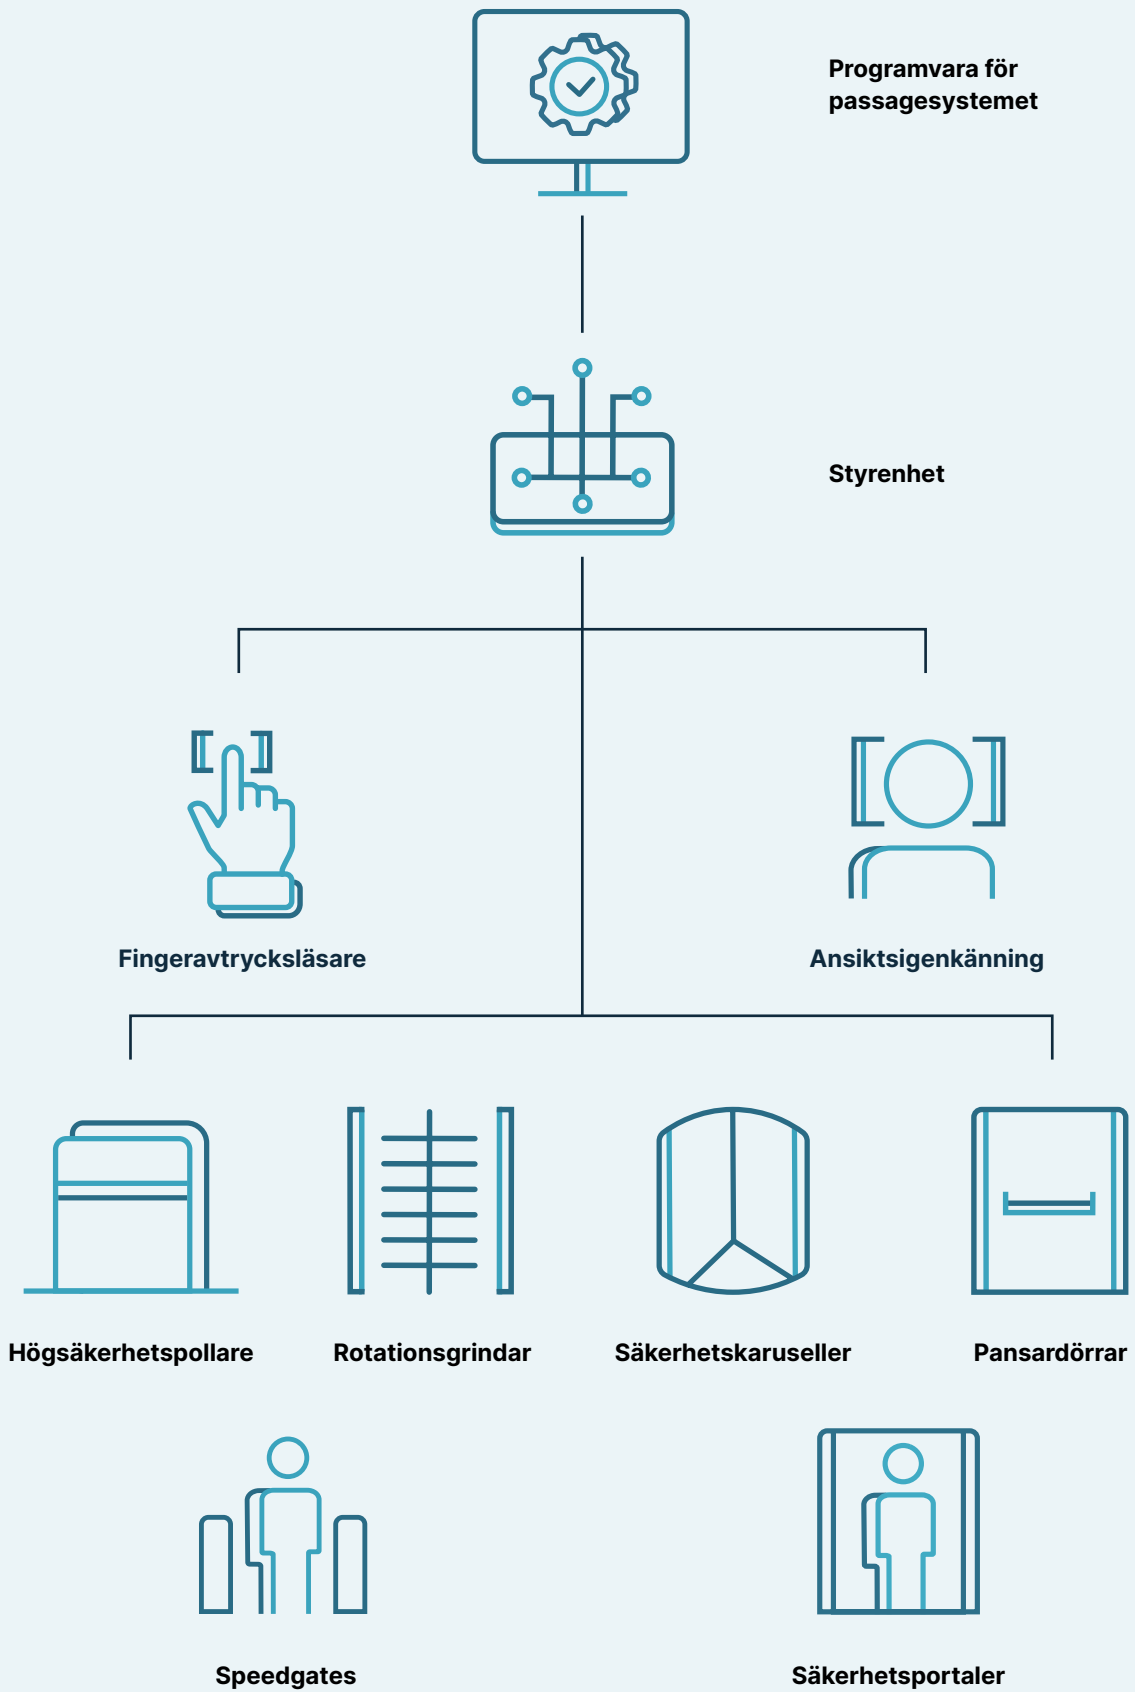 Programvara för
passagesystemet
Styrenhet
Fingeravtrycksläsare
Ansiktsigenkänning
Högsäkerhetspollare
Rotationsgrindar
Säkerhetskaruseller
Pansardörrar
Speedgates
Säkerhetsportaler